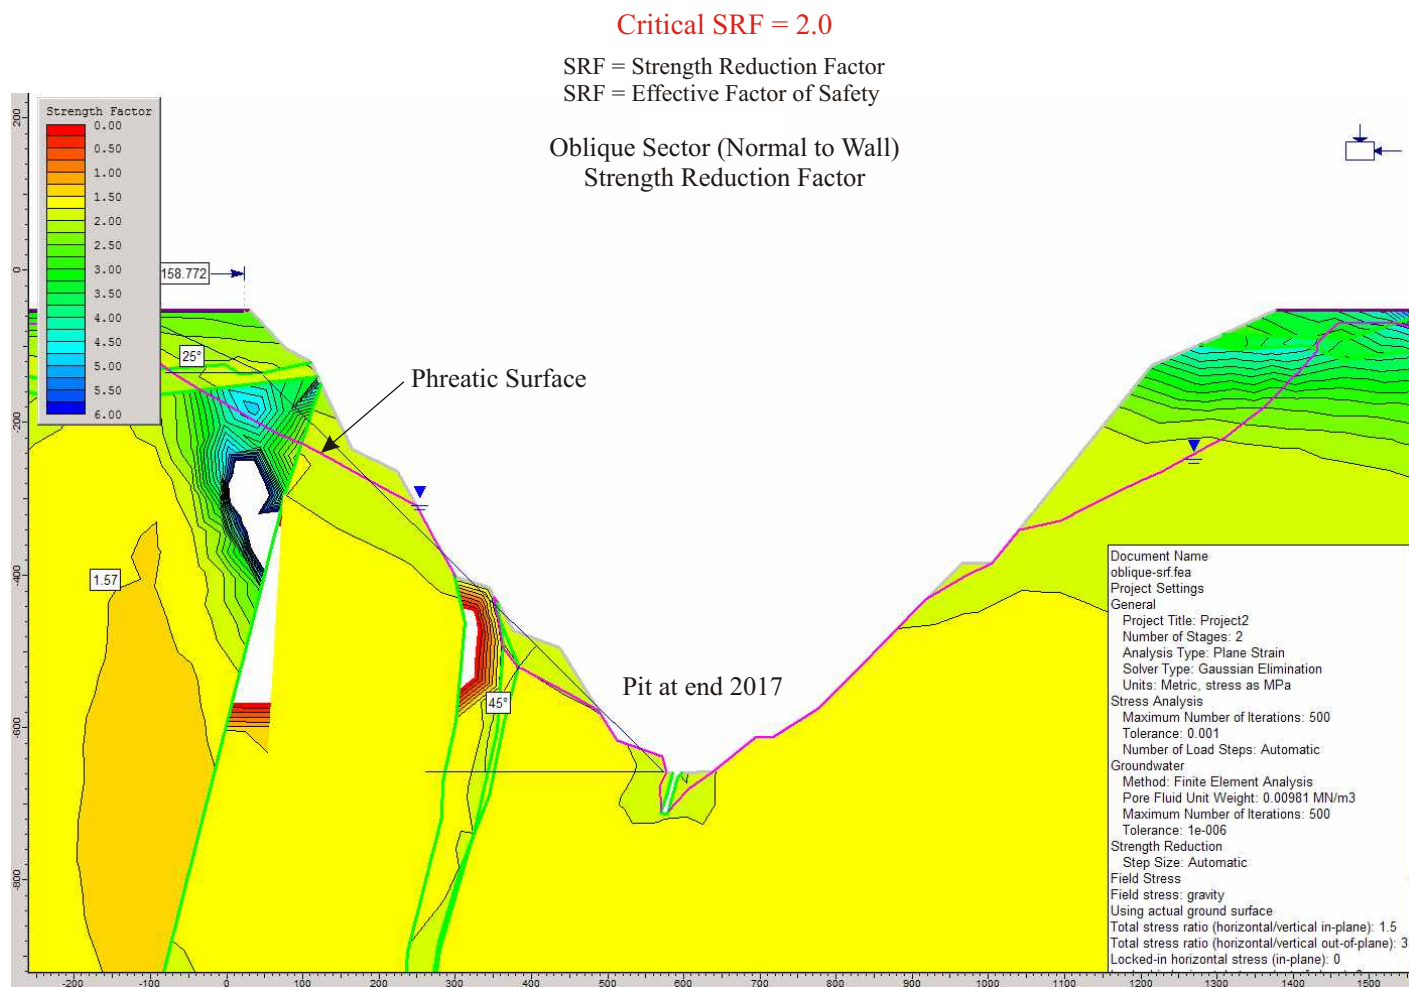 Critical SRF = 2.0
SRF = Strength Reduction Factor
SRF = Effective Factor of Safety
Oblique Sector (Normal to Wall)
Strength Reduction Factor
Strength Factor
0.00
0.50
1.00
1.50
2.00
2.50
3.00
3.50
4.00
4.50
5.00
5.50
6.00
200
0
-200
-400
-600
-800
158.772
25°
Phreatic Surface
1.57
45°
Pit at end 2017
Document Name
oblique-srf.fea
Project Settings
General
Project Title: Project2
Number of Stages: 2
Analysis Type: Plane Strain
Solver Type: Gaussian Elimination
Units: Metric, stress as MPa
Stress Analysis
Maximum Number of Iterations: 500
Tolerance: 0.001
Number of Load Steps: Automatic
Groundwater
Method: Finite Element Analysis
Pore Fluid Unit Weight: 0.00981 MN/m3
Maximum Number of Iterations: 500
Tolerance: 1e-006
Strength Reduction
Step Size: Automatic
Field Stress
Field stress: gravity
Using actual ground surface
Total stress ratio (horizontal/vertical in-plane): 1.5
Total stress ratio (horizontal/vertical out-of-plane): 3
Locked-in horizontal stress (in-plane): 0
-200 -100 0 100 200 300 400 500 600 700 800 900 1000 1100 1200 1300 1400 1500